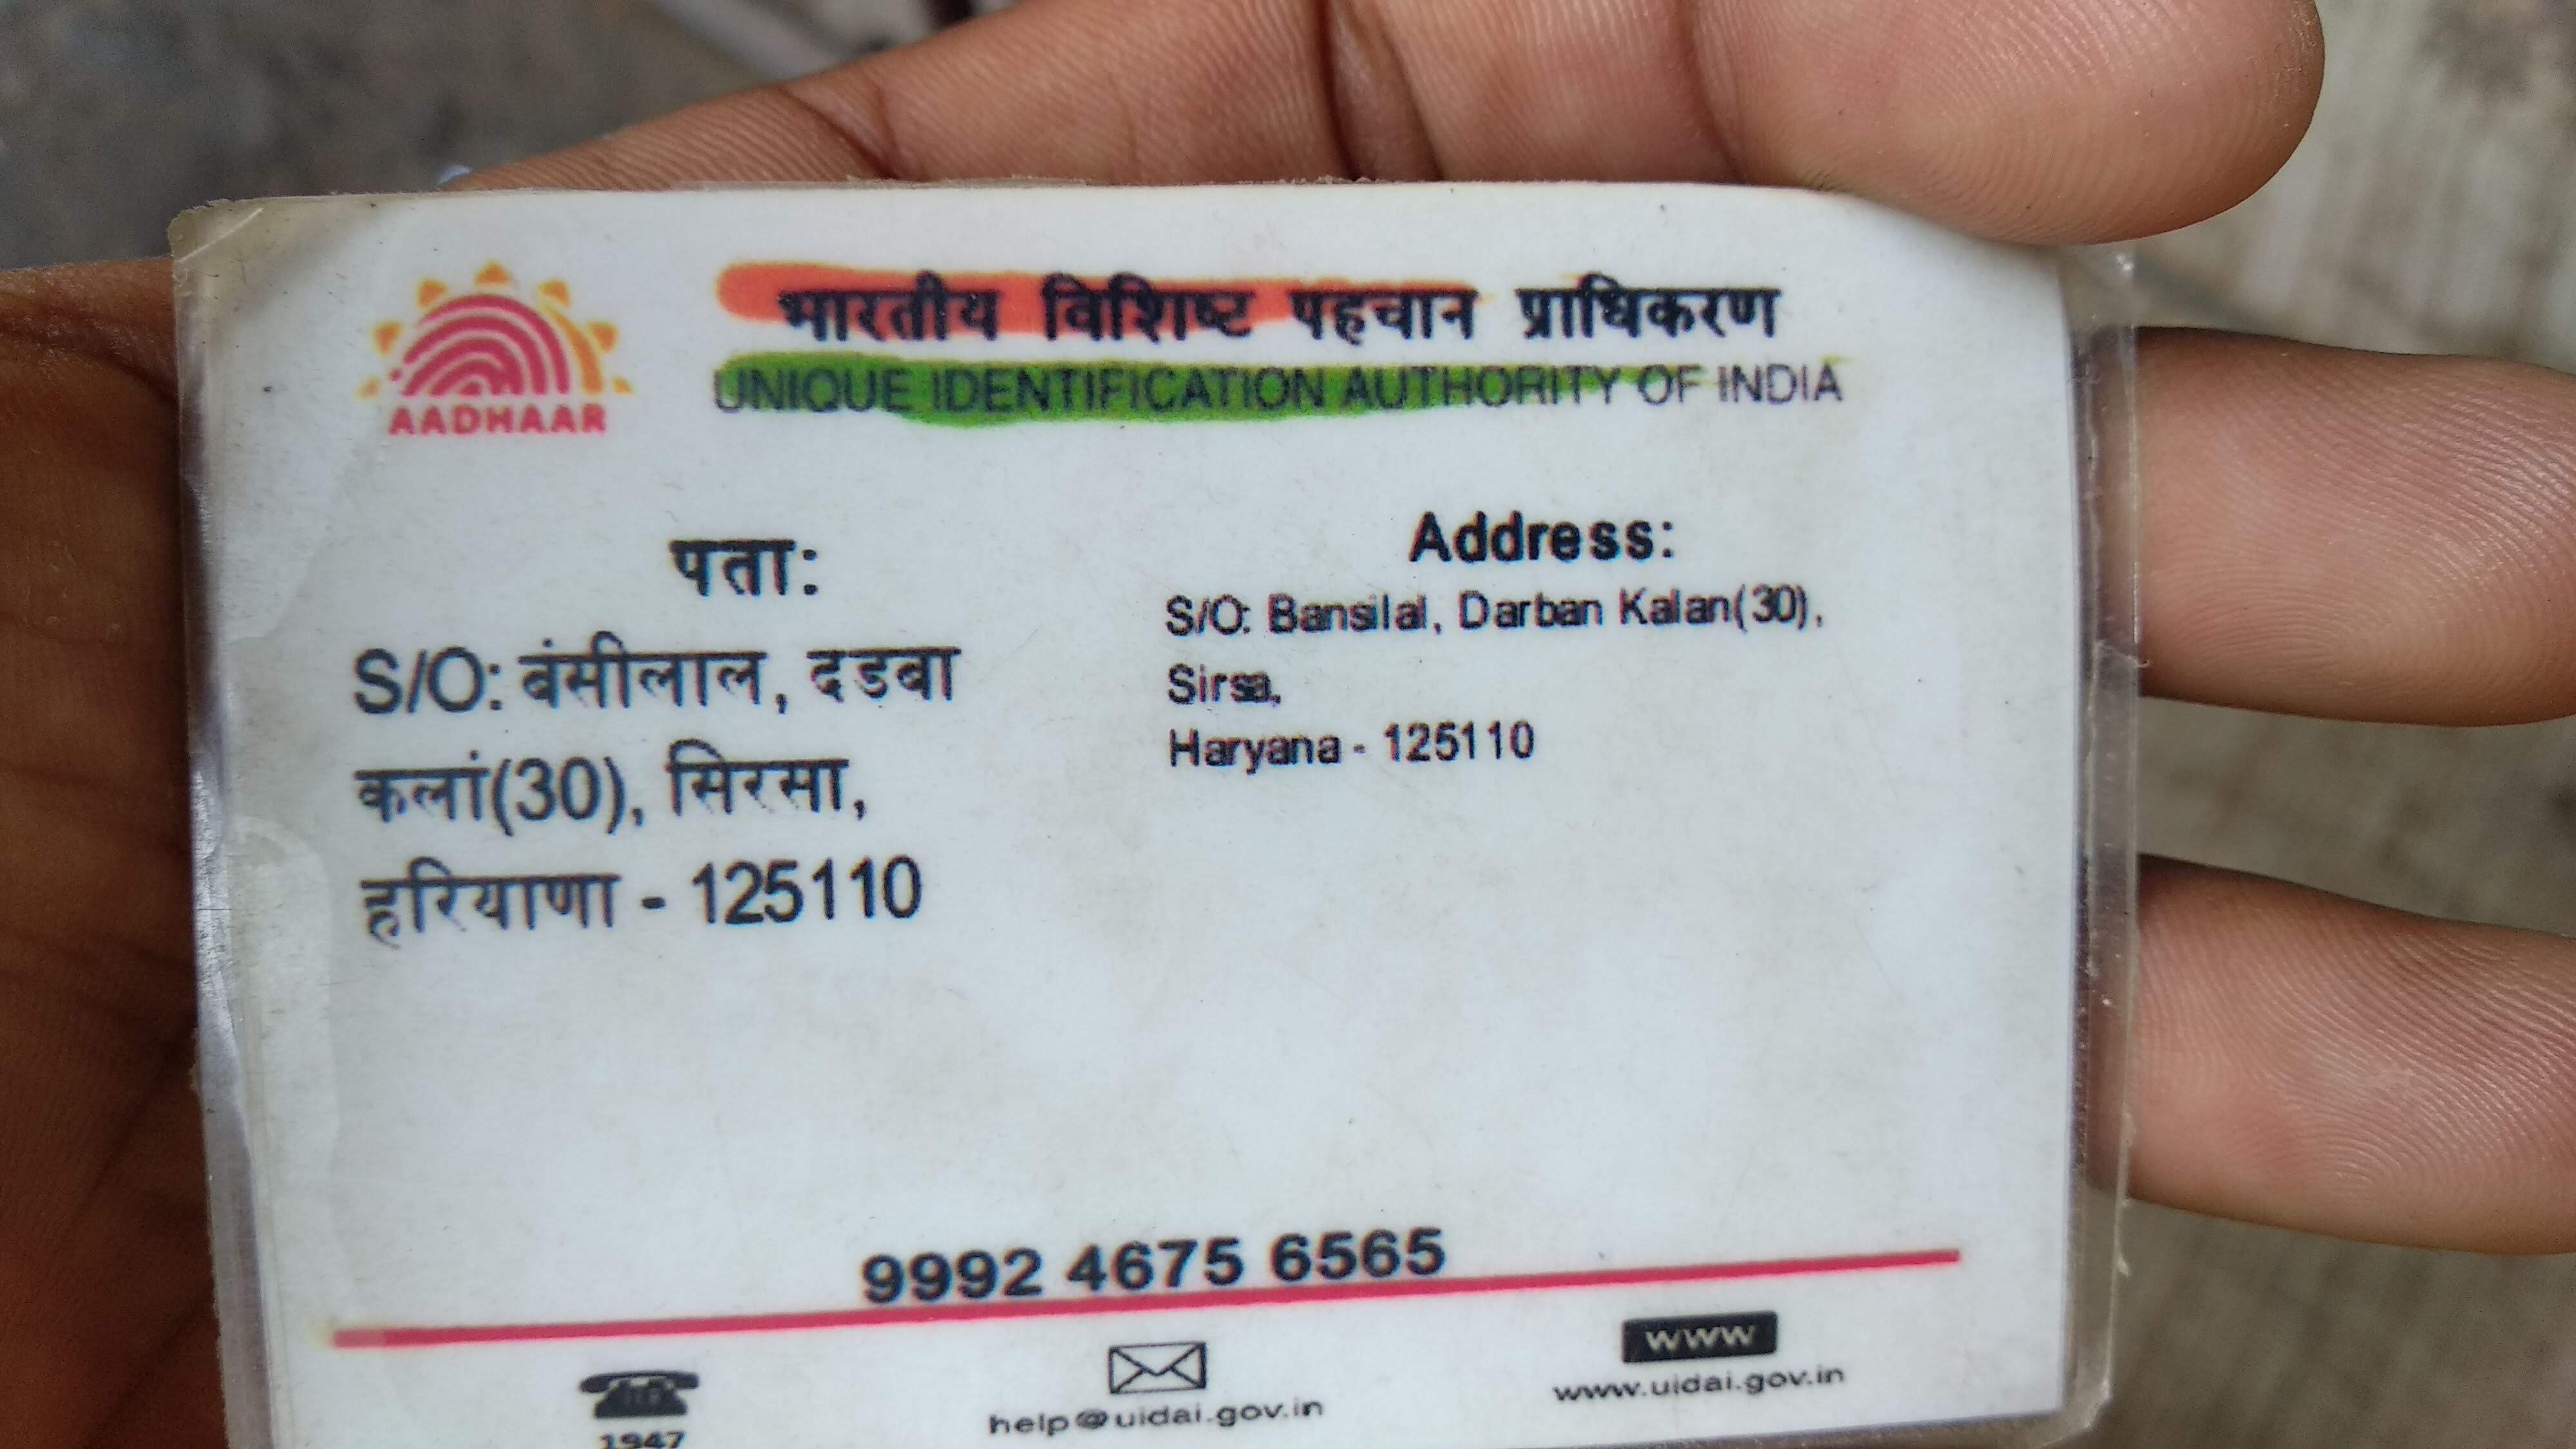 AADHAAR
भारतीय विशिष्ट पहचान प्राधिकरण
UNIQUE IDENTIFICATION AUTHORITY OF INDIA
पता:
S/O: बंसीलाल, दडबा
कलां(30), सिरसा,
हरियाणा - 125110
Address:
S/O: Bansilal, Darban Kalan(30),
Sirsa,
Haryana - 125110
9992 4675 6565
1947
help@uidai.gov.in
WWW
www.uidai.gov.in